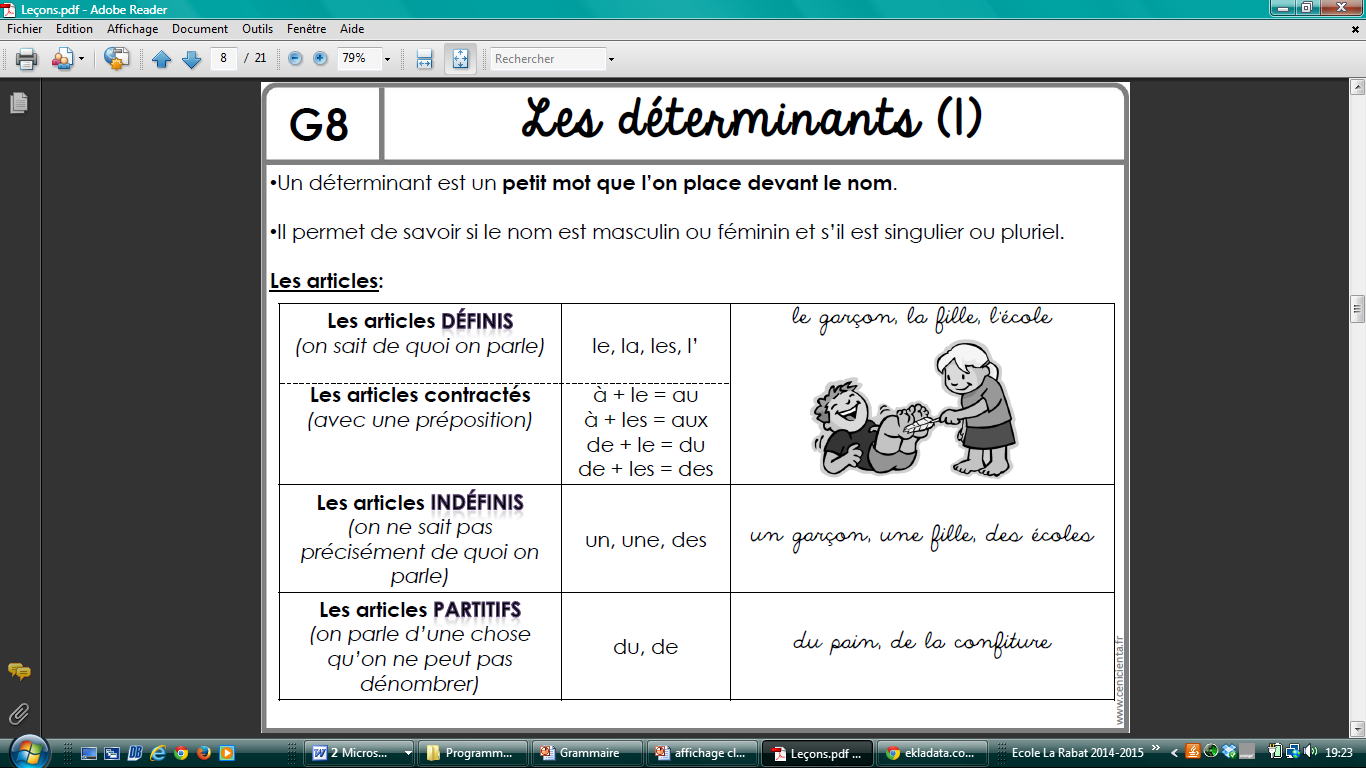 Leçons.pdf - Adobe Reader
Fichier Edition Affichage Document Outils Fenêtre Aide
8 / 21 79% Rechercher
G8
Les déterminants (1)
•Un déterminant est un petit mot que l'on place devant le nom.
•Il permet de savoir si le nom est masculin ou féminin et s'il est singulier ou pluriel.
Les articles:
Les articles DÉFINIS
(on sait de quoi on parle)
le, la, les, l'
le garçon, la fille, l'école
Les articles contractés
(avec une préposition)
à + le = au
à + les = aux
de + le = du
de + les = des
Les articles INDÉFINIS
(on ne sait pas
précisément de quoi on
parle)
un, une, des
un garçon, une fille, des écoles
Les articles PARTITIFS
(on parle d'une chose
qu'on ne peut pas
dénombrer)
du, de
du pain, de la confiture
www.cenicienta.fr
2 Micros... Programm... Grammaire affichage cl... Leçons.pdf ... ekladata.co... Ecole La Rabat 2014-2015 19:23